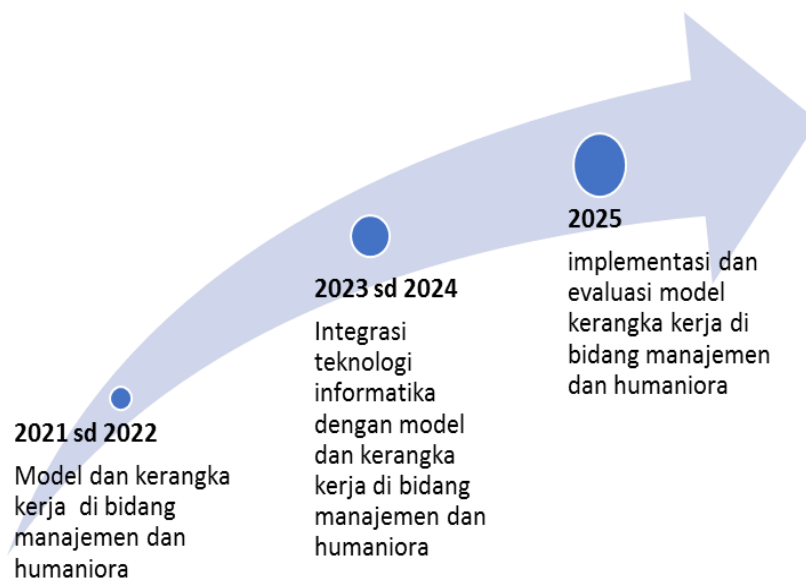 2021 sd 2022
Model dan kerangka
kerja di bidang
manajemen dan
humaniora
2023 sd 2024
Integrasi
teknologi
informatika
dengan model
dan kerangka
kerja di bidang
manajemen dan
humaniora
2025
implementasi dan
evaluasi model
kerangka kerja di
bidang manajemen
dan humaniora